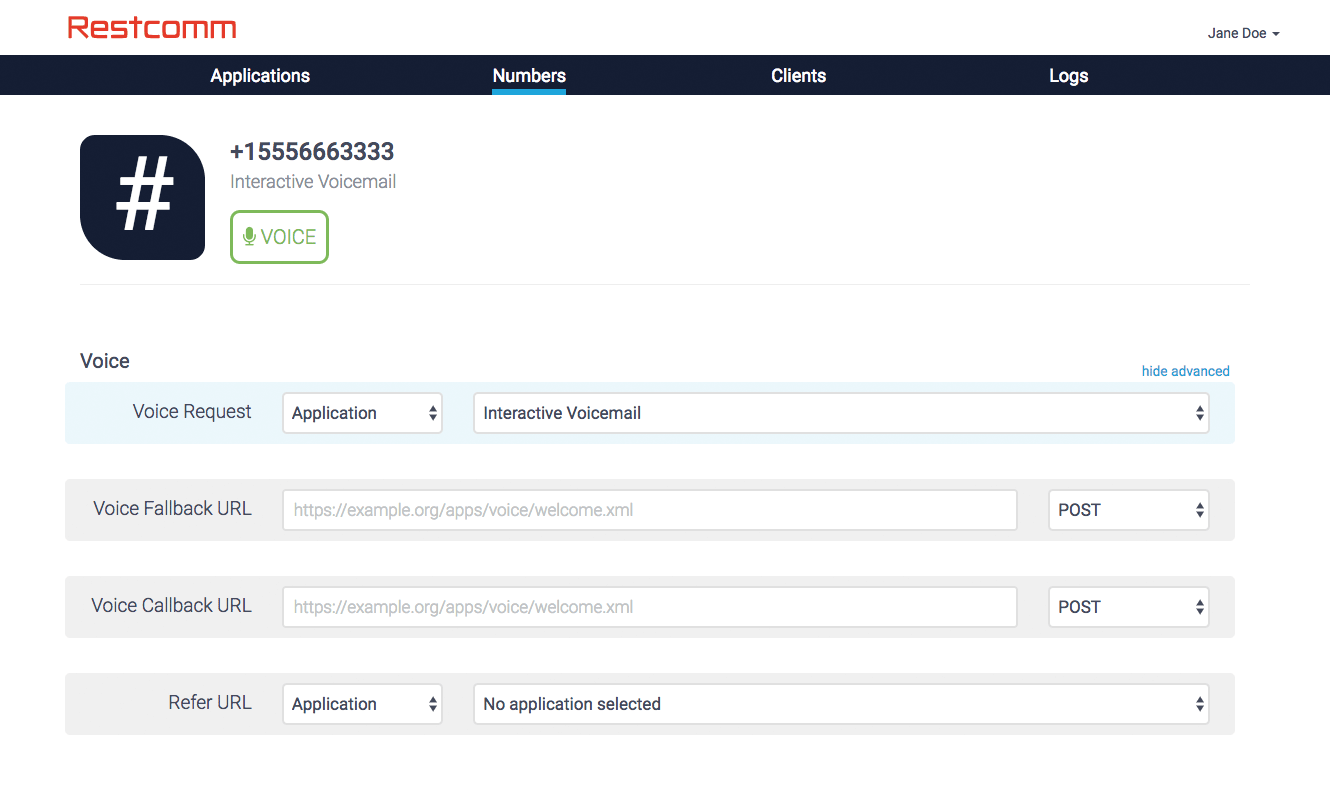 Restcomm
Jane Doe
Applications Numbers Clients Logs
#
+15556663333
Interactive Voicemail
VOICE
Voice
hide advanced
Voice Request Application Interactive Voicemail
Voice Fallback URL https://example.org/apps/voice/welcome.xml POST
Voice Callback URL https://example.org/apps/voice/welcome.xml POST
Refer URL Application No application selected